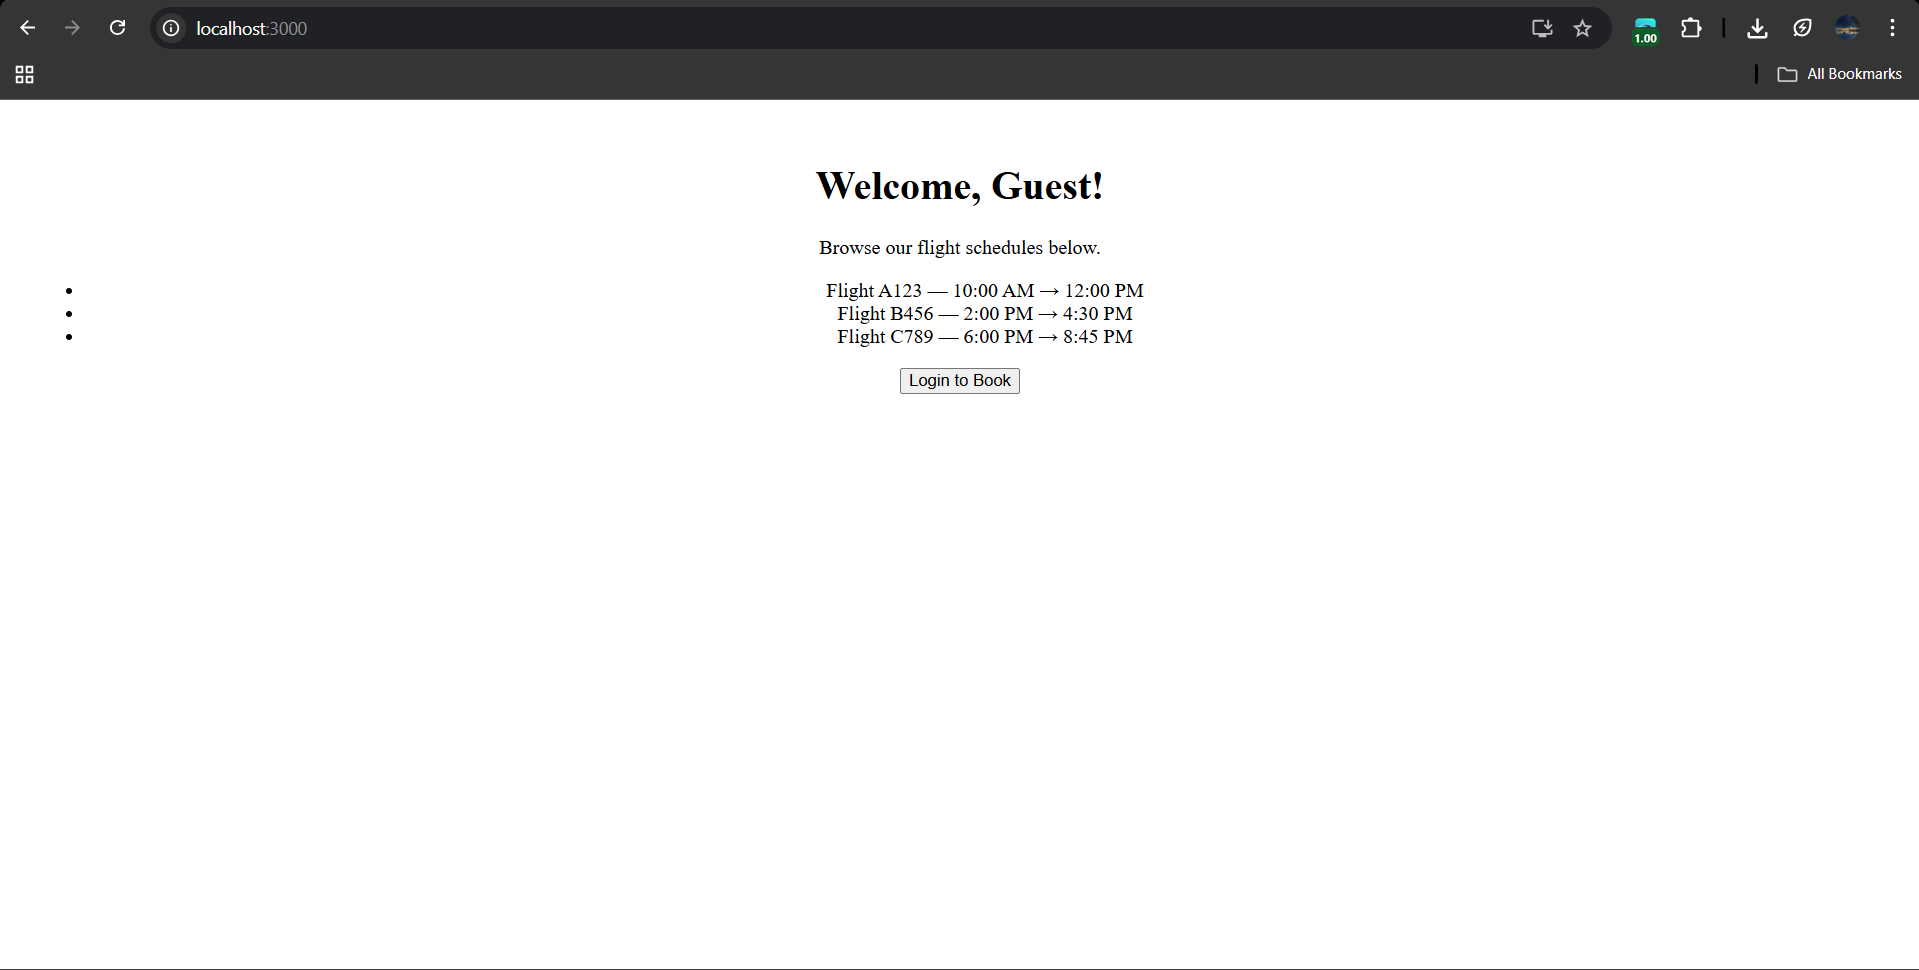 localhost:3000
1.00
All Bookmarks
Welcome, Guest!
Browse our flight schedules below.
• Flight A123 — 10:00 AM → 12:00 PM
• Flight B456 — 2:00 PM → 4:30 PM
• Flight C789 — 6:00 PM → 8:45 PM
Login to Book